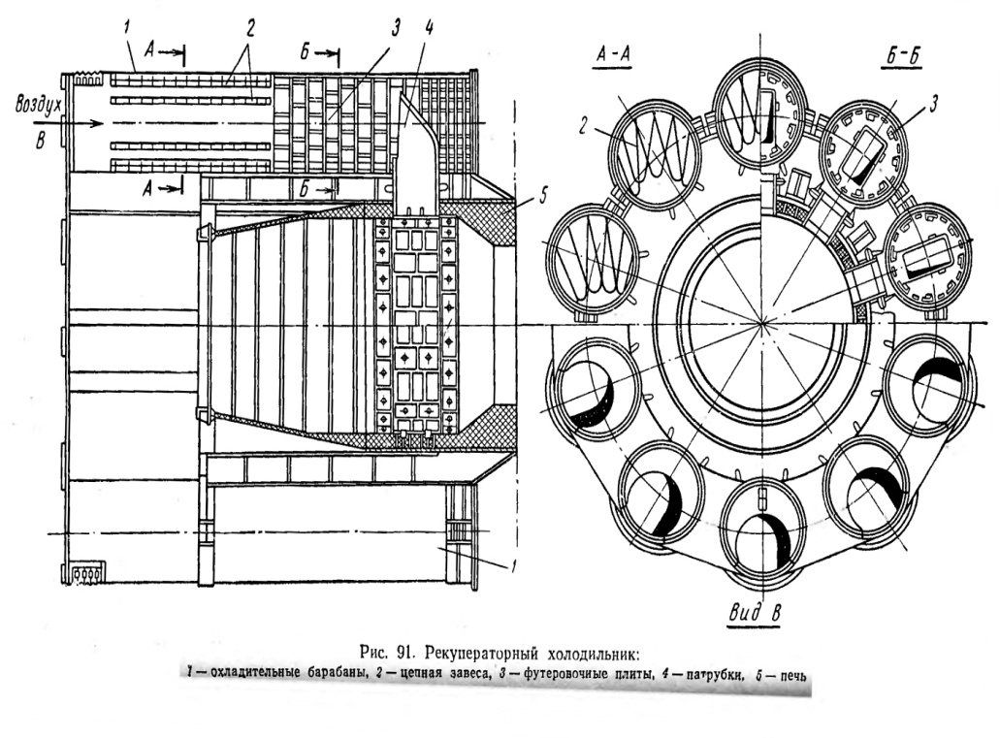 1
А
2
Б
3
4
А-А
Б-Б
Воздух
В
2
3
А
Б
5
1
Вид В
Рис. 91. Рекуператорный холодильник:
1 — охладительные барабаны, 2 — цепная завеса, 3 — футеровочные плиты, 4 — патрубки, 5 — печь